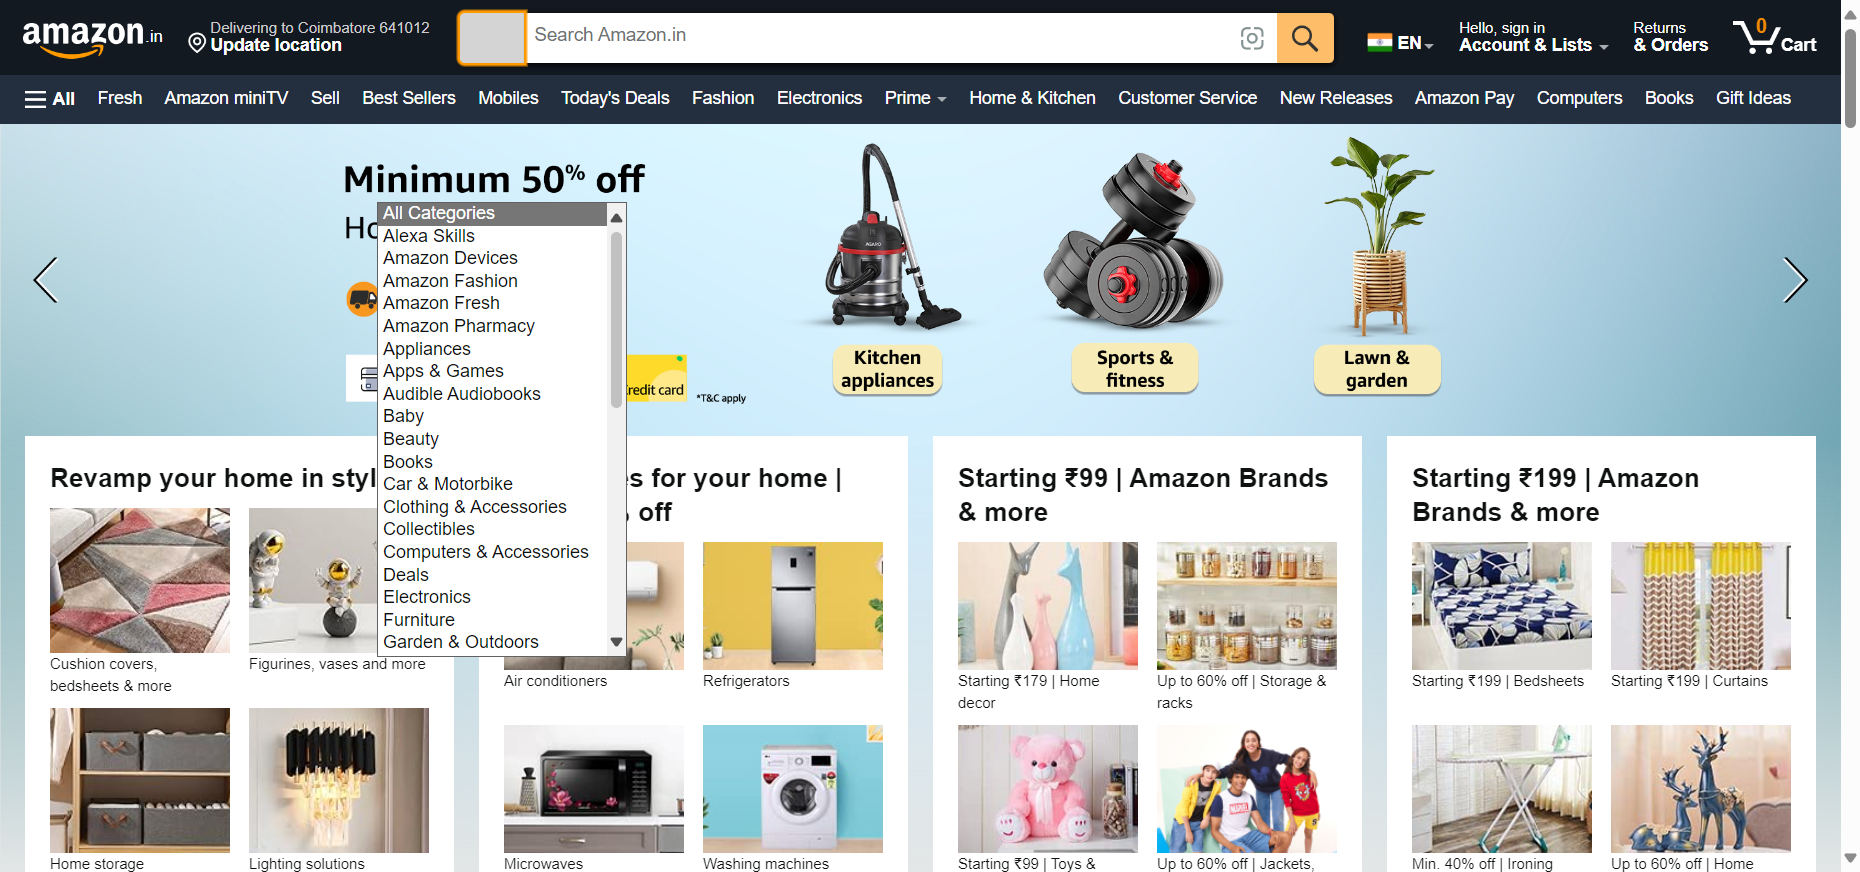 amazon.in
Delivering to Coimbatore 641012
Update location
Search Amazon.in
EN
Hello, sign in
Account & Lists
Returns
& Orders
0
Cart
All
Fresh
Amazon miniTV
Sell
Best Sellers
Mobiles
Today's Deals
Fashion
Electronics
Prime
Home & Kitchen
Customer Service
New Releases
Amazon Pay
Computers
Books
Gift Ideas
Minimum 50% off
All Categories
Alexa Skills
Amazon Devices
Amazon Fashion
Amazon Fresh
Amazon Pharmacy
Appliances
Apps & Games
Audible Audiobooks
Baby
Beauty
Books
Car & Motorbike
Clothing & Accessories
Collectibles
Computers & Accessories
Deals
Electronics
Furniture
Garden & Outdoors
credit card
*T&C apply
AGARO
Kitchen
appliances
Sports &
fitness
Lawn &
garden
Revamp your home in styl
Cushion covers,
bedsheets & more
Figurines, vases and more
Home storage
Lighting solutions
es for your home |
off
Air conditioners
Refrigerators
Microwaves
Washing machines
Starting ₹99 | Amazon Brands
& more
Starting ₹179 | Home
decor
Up to 60% off | Storage &
racks
Starting ₹99 | Toys &
Up to 60% off | Jackets,
Starting ₹199 | Amazon
Brands & more
Starting ₹199 | Bedsheets
Starting ₹199 | Curtains
Min. 40% off | Ironing
Up to 60% off | Home